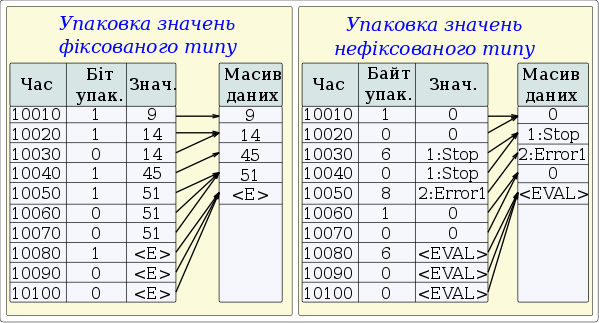 Упаковка значень
фіксованого типу
Час Біт упак. Знач. Масив даних
10010 1 9 9
10020 1 14 14
10030 0 14 45
10040 1 45 51
10050 1 51 <E>
10060 0 51
10070 0 51
10080 1 <E>
10090 0 <E>
10100 0 <E>
Упаковка значень
нефіксованого типу
Час Байт упак. Знач. Масив даних
10010 1 0 0
10020 0 0 1:Stop
10030 6 1:Stop 2:Error1
10040 0 1:Stop 0
10050 8 2:Error1 <EVAL>
10060 1 0
10070 0 0
10080 6 <EVAL>
10090 0 <EVAL>
10100 0 <EVAL>